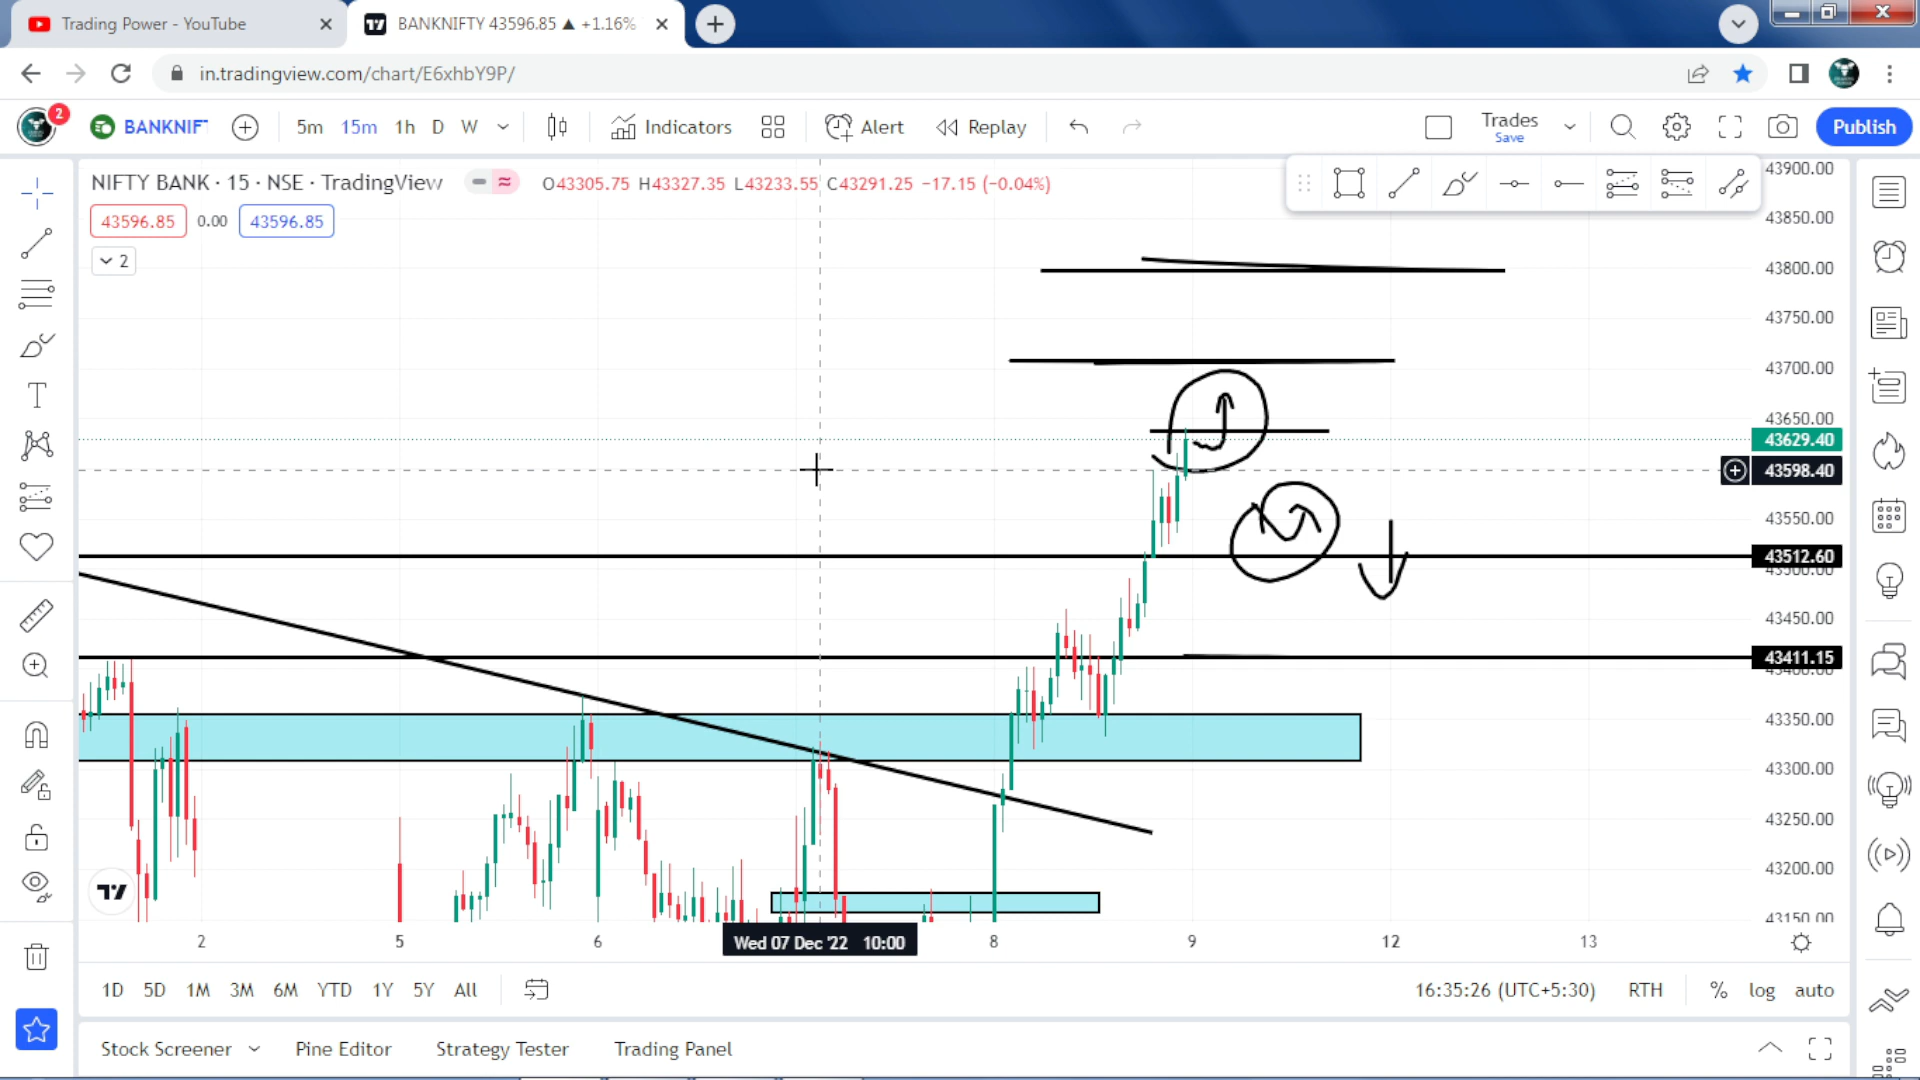 Trading Power - YouTube
BANKNIFTY 43596.85 ▲ +1.16%
in.tradingview.com/chart/E6xhbY9P/
2
BANKNIF
5m 15m 1h D W
Indicators
Alert
Replay
Trades
Save
Publish
NIFTY BANK · 15 · NSE · TradingView
O43305.75 H43327.35 L43233.55 C43291.25 −17.15 (−0.04%)
43596.85 0.00 43596.85
2
43900.00
43850.00
43800.00
43750.00
43700.00
43650.00
43629.40
43598.40
43550.00
43512.60
43500.00
43450.00
43411.15
43400.00
43350.00
43300.00
43250.00
43200.00
43150.00
2 5 6 Wed 07 Dec '22 10:00 8 9 12 13
1D 5D 1M 3M 6M YTD 1Y 5Y All
16:35:26 (UTC+5:30) RTH % log auto
Stock Screener Pine Editor Strategy Tester Trading Panel